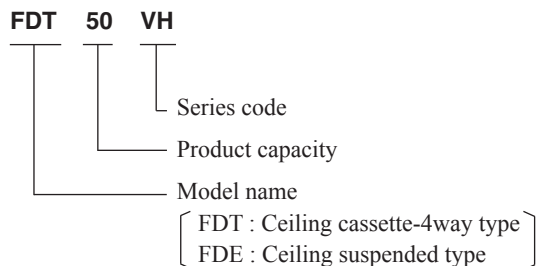 FDT 50 VH
Series code
Product capacity
Model name
FDT : Ceiling cassette-4way type
FDE : Ceiling suspended type